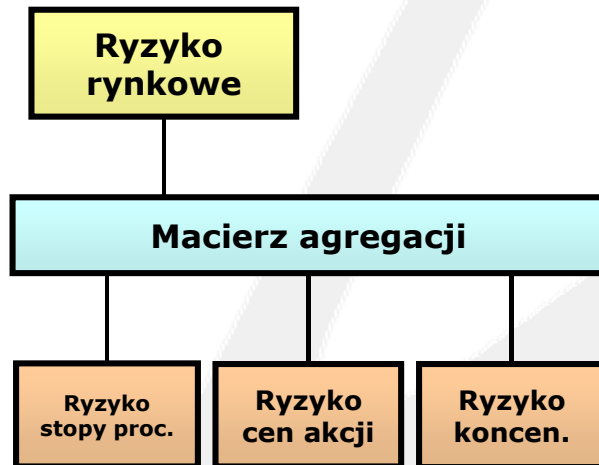 Ryzyko
rynkowe
Macierz agregacji
Ryzyko
stopy proc.
Ryzyko
cen akcji
Ryzyko
koncen.